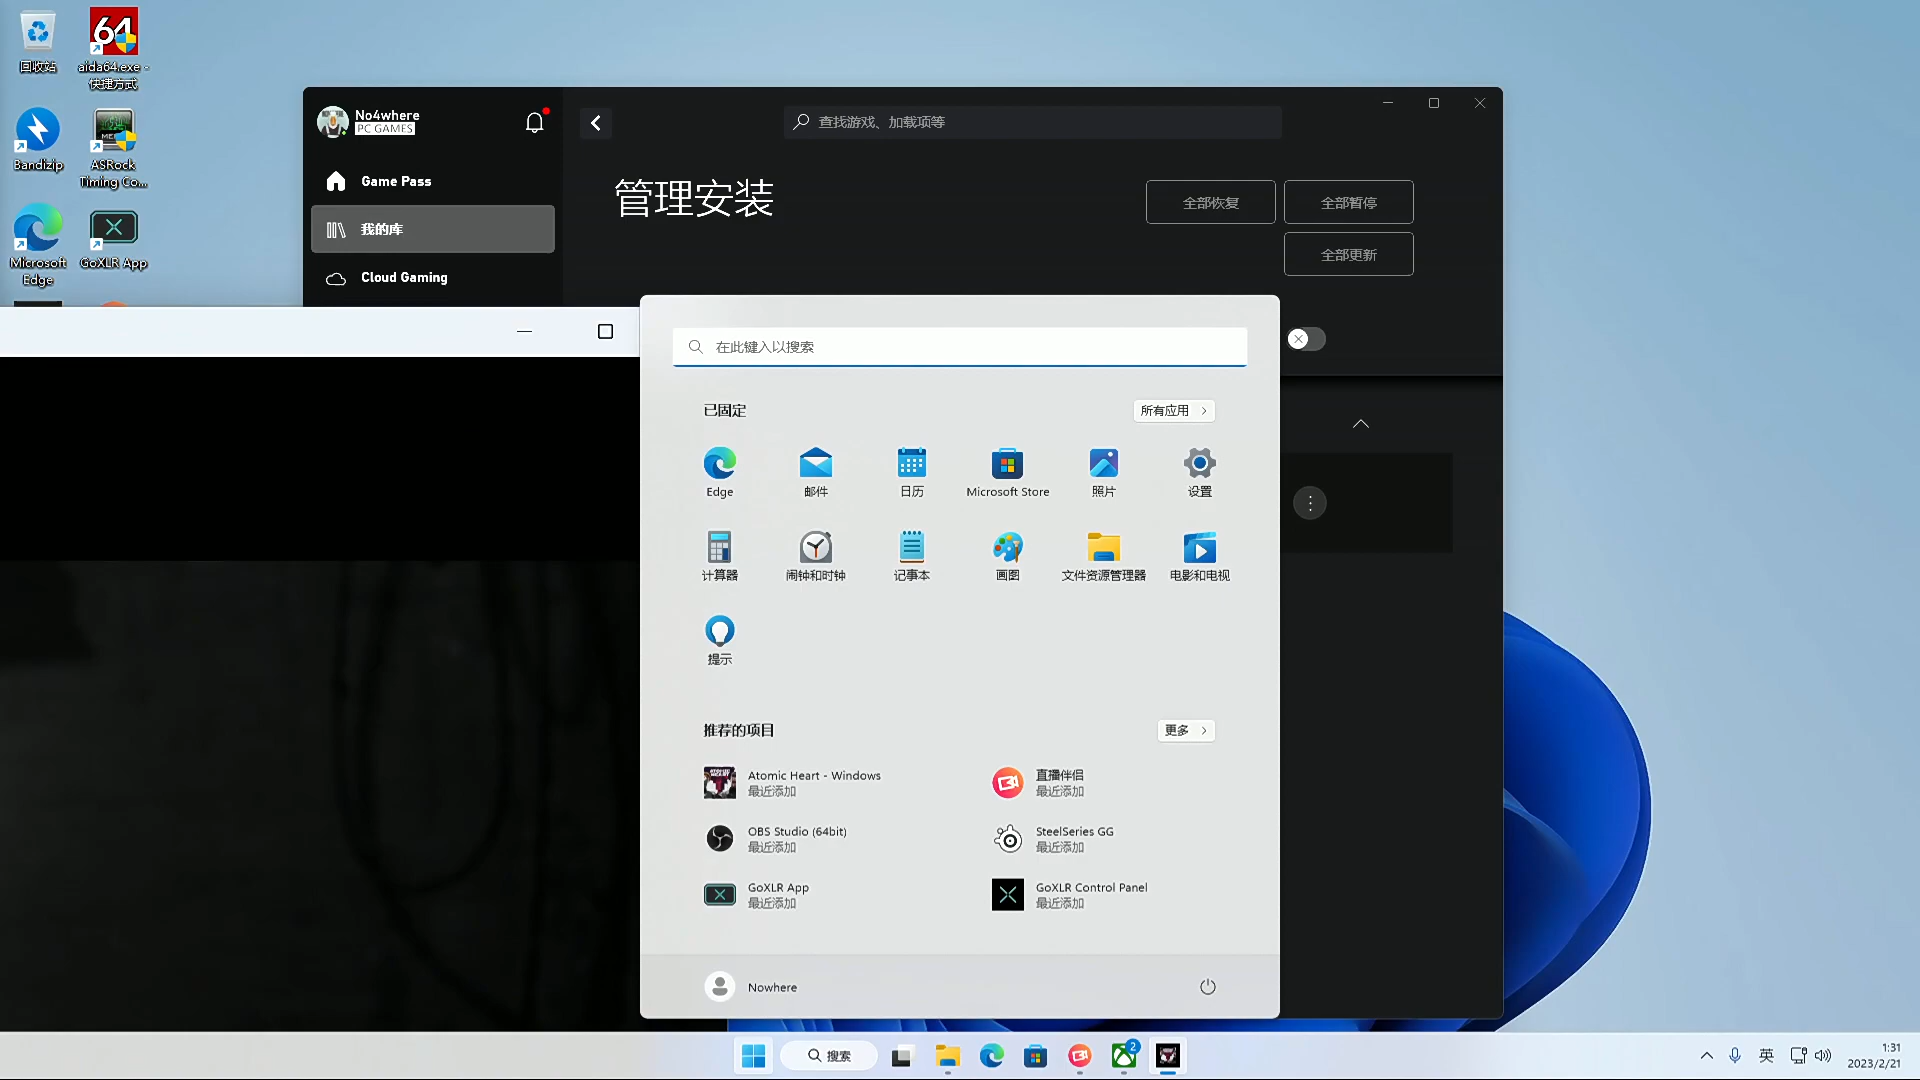 回收站
aida64.exe -
快捷方式
Bandizip
ASRock
Timing Co...
Microsoft
Edge
GoXLR App
No4where
PC GAMES
Game Pass
我的库
Cloud Gaming
查找游戏、加载项等
管理安装
全部恢复
全部暂停
全部更新
在此键入以搜索
已固定
所有应用
Edge
邮件
日历
Microsoft Store
照片
设置
计算器
闹钟和时钟
记事本
画图
文件资源管理器
电影和电视
提示
推荐的项目
更多
Atomic Heart - Windows
最近添加
直播伴侣
最近添加
OBS Studio (64bit)
最近添加
SteelSeries GG
最近添加
GoXLR App
最近添加
GoXLR Control Panel
最近添加
Nowhere
搜索
2
英
1:31
2023/2/21